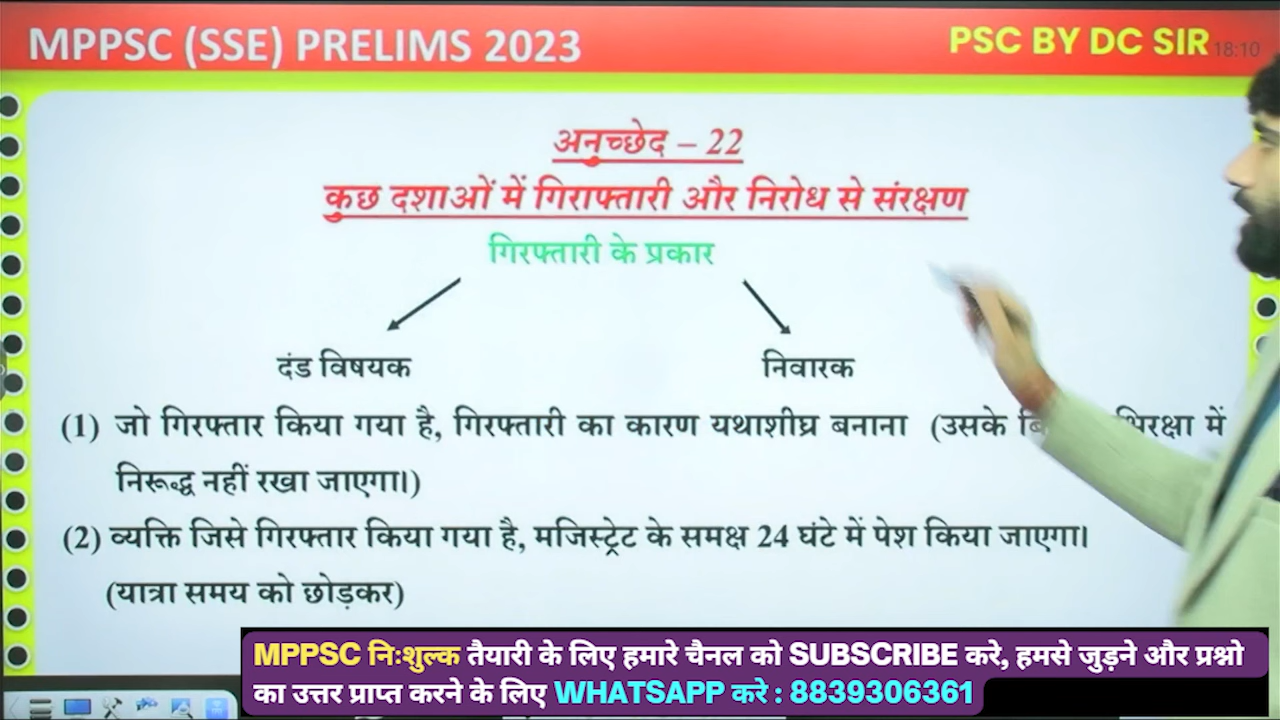 MPPSC (SSE) PRELIMS 2023
PSC BY DC SIR
18:10
अनुच्छेद – 22
कुछ दशाओं में गिराफ्तारी और निरोध से संरक्षण
गिरफ्तारी के प्रकार
दंड विषयक
निवारक
(1) जो गिरफ्तार किया गया है, गिरफ्तारी का कारण यथाशीघ्र बनाना (उसके में
निरूद्ध नहीं रखा जाएगा।)
(2) व्यक्ति जिसे गिरफ्तार किया गया है, मजिस्ट्रेट के समक्ष 24 घंटे में पेश किया जाएगा।
(यात्रा समय को छोड़कर)
MPPSC निःशुल्क तैयारी के लिए हमारे चैनल को SUBSCRIBE करे, हमसे जुड़ने और प्रश्नो
का उत्तर प्राप्त करने के लिए WHATSAPP करे : 8839306361